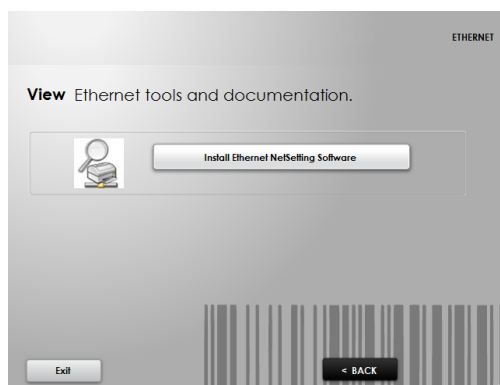 ETHERNET
View Ethernet tools and documentation.
Install Ethernet NetSetting Software
Exit
< BACK